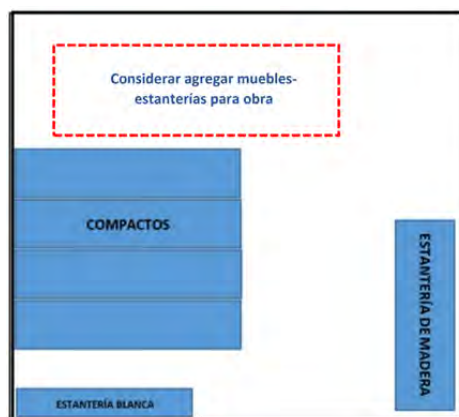 Considerar agregar muebles-
estanterías para obra
COMPACTOS
ESTANTERÍA DE MADERA
ESTANTERÍA BLANCA